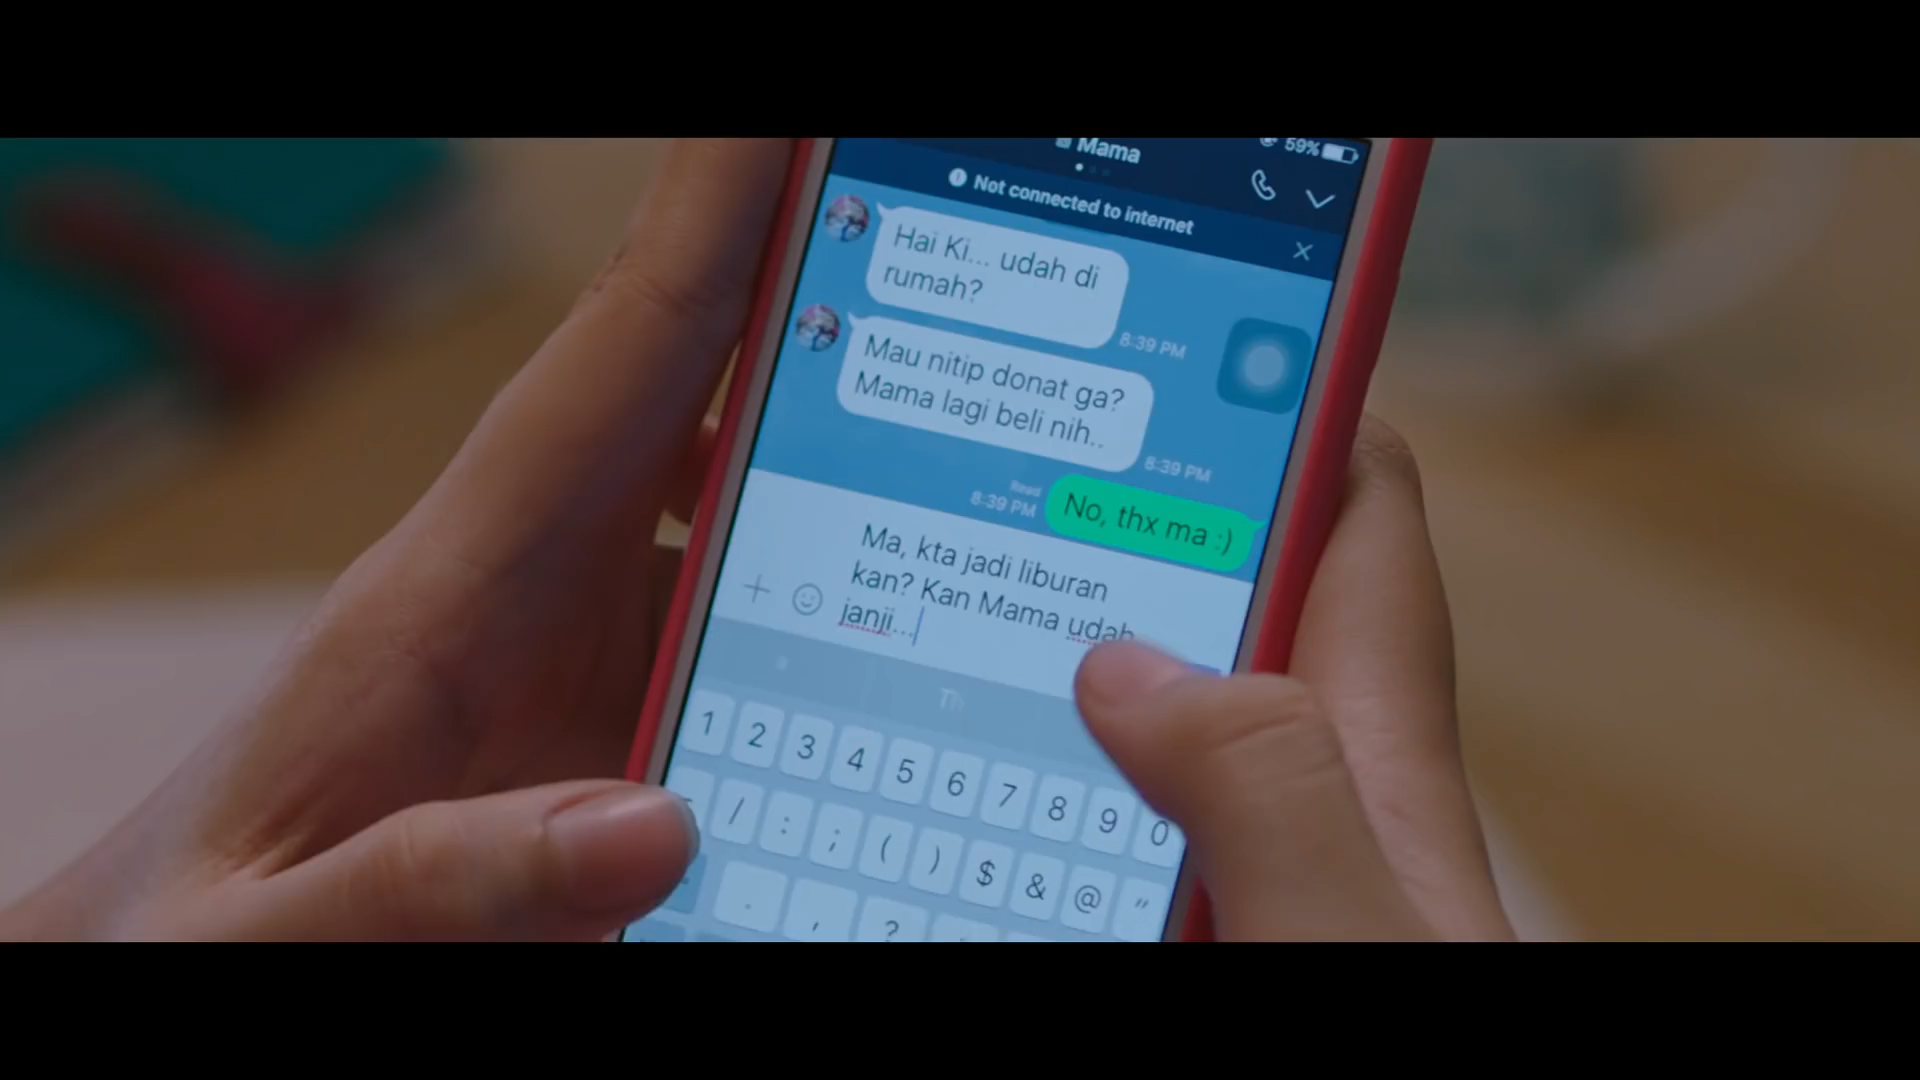 Mama
59%
Not connected to internet
Hai Ki... udah di
rumah?
8:39 PM
Mau nitip donat ga?
Mama lagi beli nih..
8:39 PM
Read
8:39 PM
No, thx ma :)
Ma, kta jadi liburan
kan? Kan Mama udah
janji...
1 2 3 4 5 6 7 8 9 0
/ : ; ( ) $ & @ "
. , ?